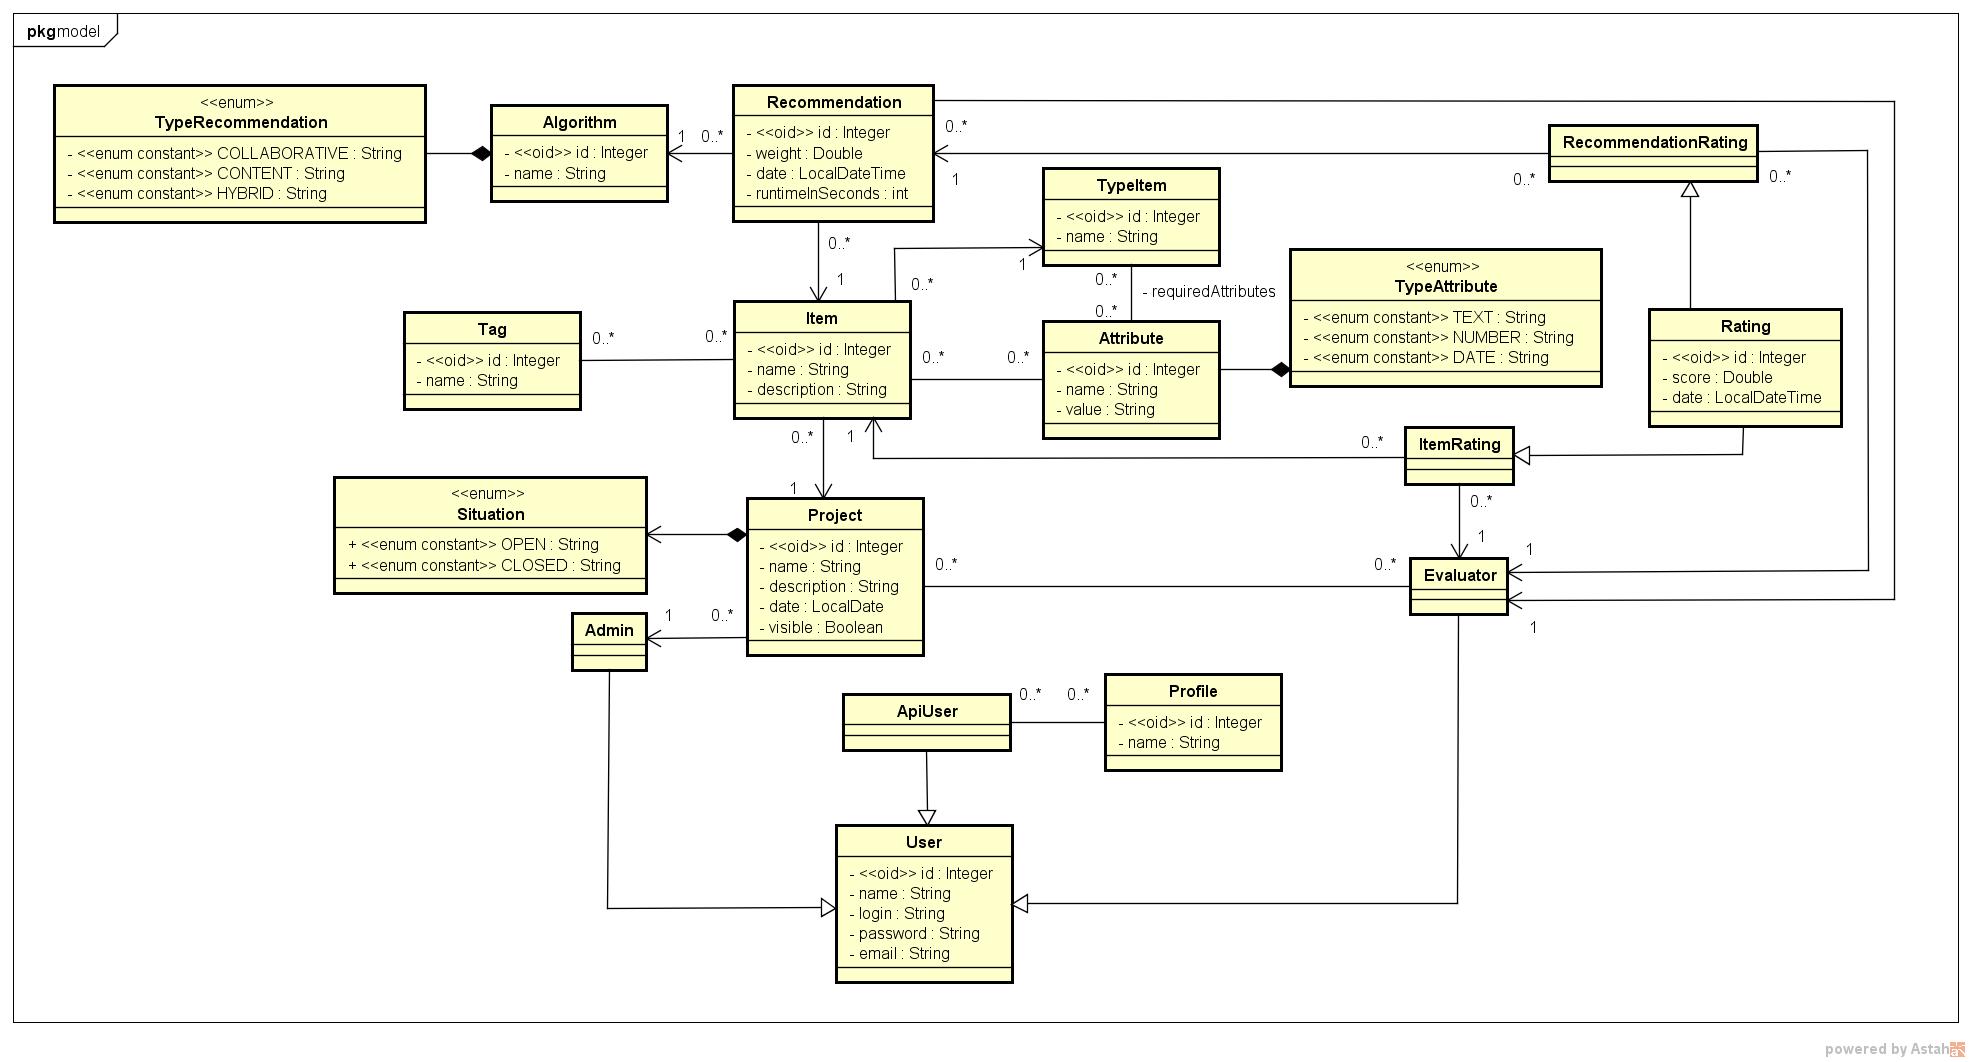 pkg model
<<enum>>
TypeRecommendation
- <<enum constant>> COLLABORATIVE : String
- <<enum constant>> CONTENT : String
- <<enum constant>> HYBRID : String
Algorithm
- <<oid>> id : Integer
- name : String
1
0..*
Recommendation
- <<oid>> id : Integer
- weight : Double
- date : LocalDateTime
- runtimeInSeconds : int
0..*
1
0..*
RecommendationRating
0..*
0..*
1
TypeItem
- <<oid>> id : Integer
- name : String
1
0..*
0..*
- requiredAttributes
0..*
<<enum>>
TypeAttribute
- <<enum constant>> TEXT : String
- <<enum constant>> NUMBER : String
- <<enum constant>> DATE : String
Tag
- <<oid>> id : Integer
- name : String
0..*
0..*
Item
- <<oid>> id : Integer
- name : String
- description : String
0..*
0..*
Attribute
- <<oid>> id : Integer
- name : String
- value : String
Rating
- <<oid>> id : Integer
- score : Double
- date : LocalDateTime
0..*
1
0..*
ItemRating
0..*
1
1
<<enum>>
Situation
+ <<enum constant>> OPEN : String
+ <<enum constant>> CLOSED : String
1
Project
- <<oid>> id : Integer
- name : String
- description : String
- date : LocalDate
- visible : Boolean
0..*
0..*
Evaluator
1
Admin
1
0..*
ApiUser
0..*
0..*
Profile
- <<oid>> id : Integer
- name : String
User
- <<oid>> id : Integer
- name : String
- login : String
- password : String
- email : String
powered by Astah